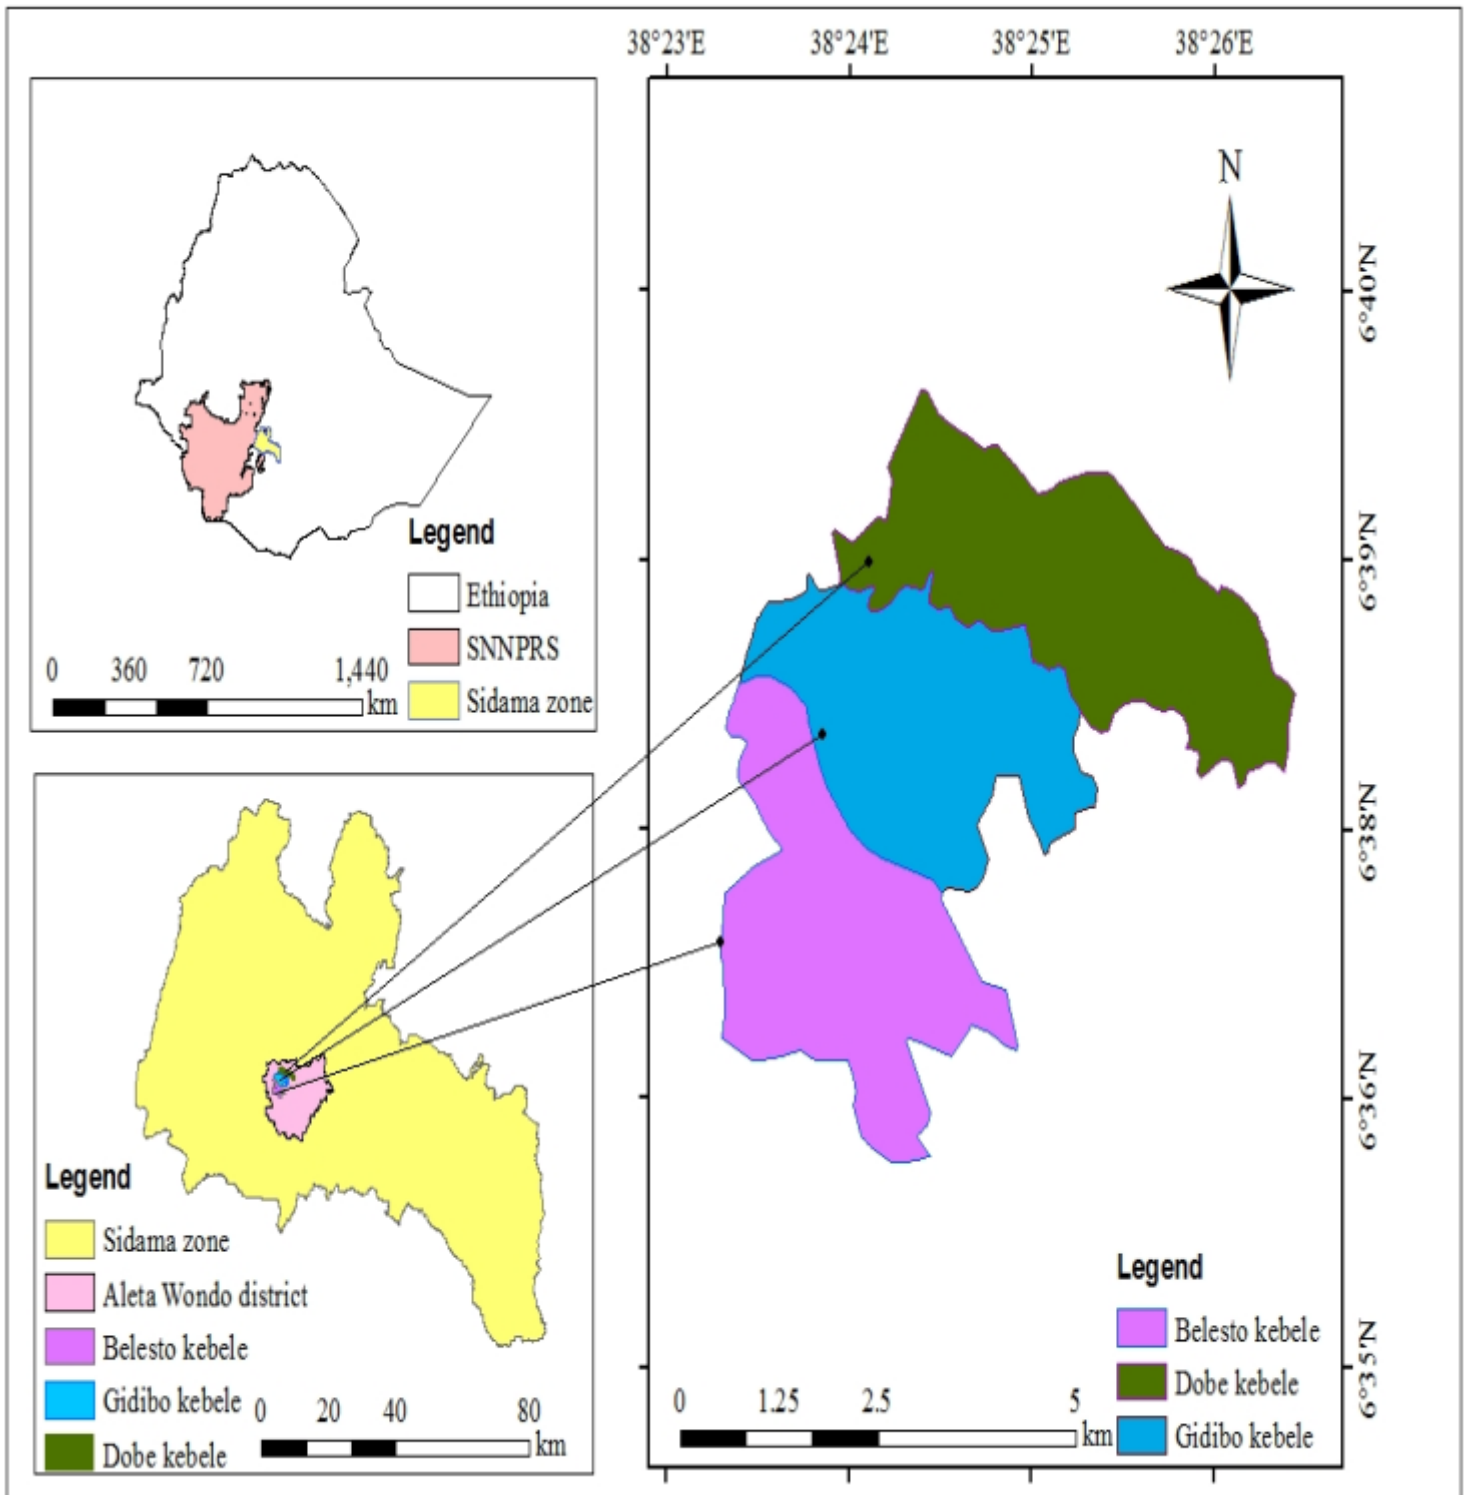 38°23'E 38°24'E 38°25'E 38°26'E
N
6°40'N
6°39'N
6°38'N
6°36'N
6°35'N
Legend
Ethiopia
SNNPRS
Sidama zone
0 360 720 1,440
km
Legend
Sidama zone
Aleta Wondo district
Belesto kebele
Gidibo kebele
Dobe kebele
0 20 40 80
km
Legend
Belesto kebele
Dobe kebele
Gidibo kebele
0 1.25 2.5 5
km